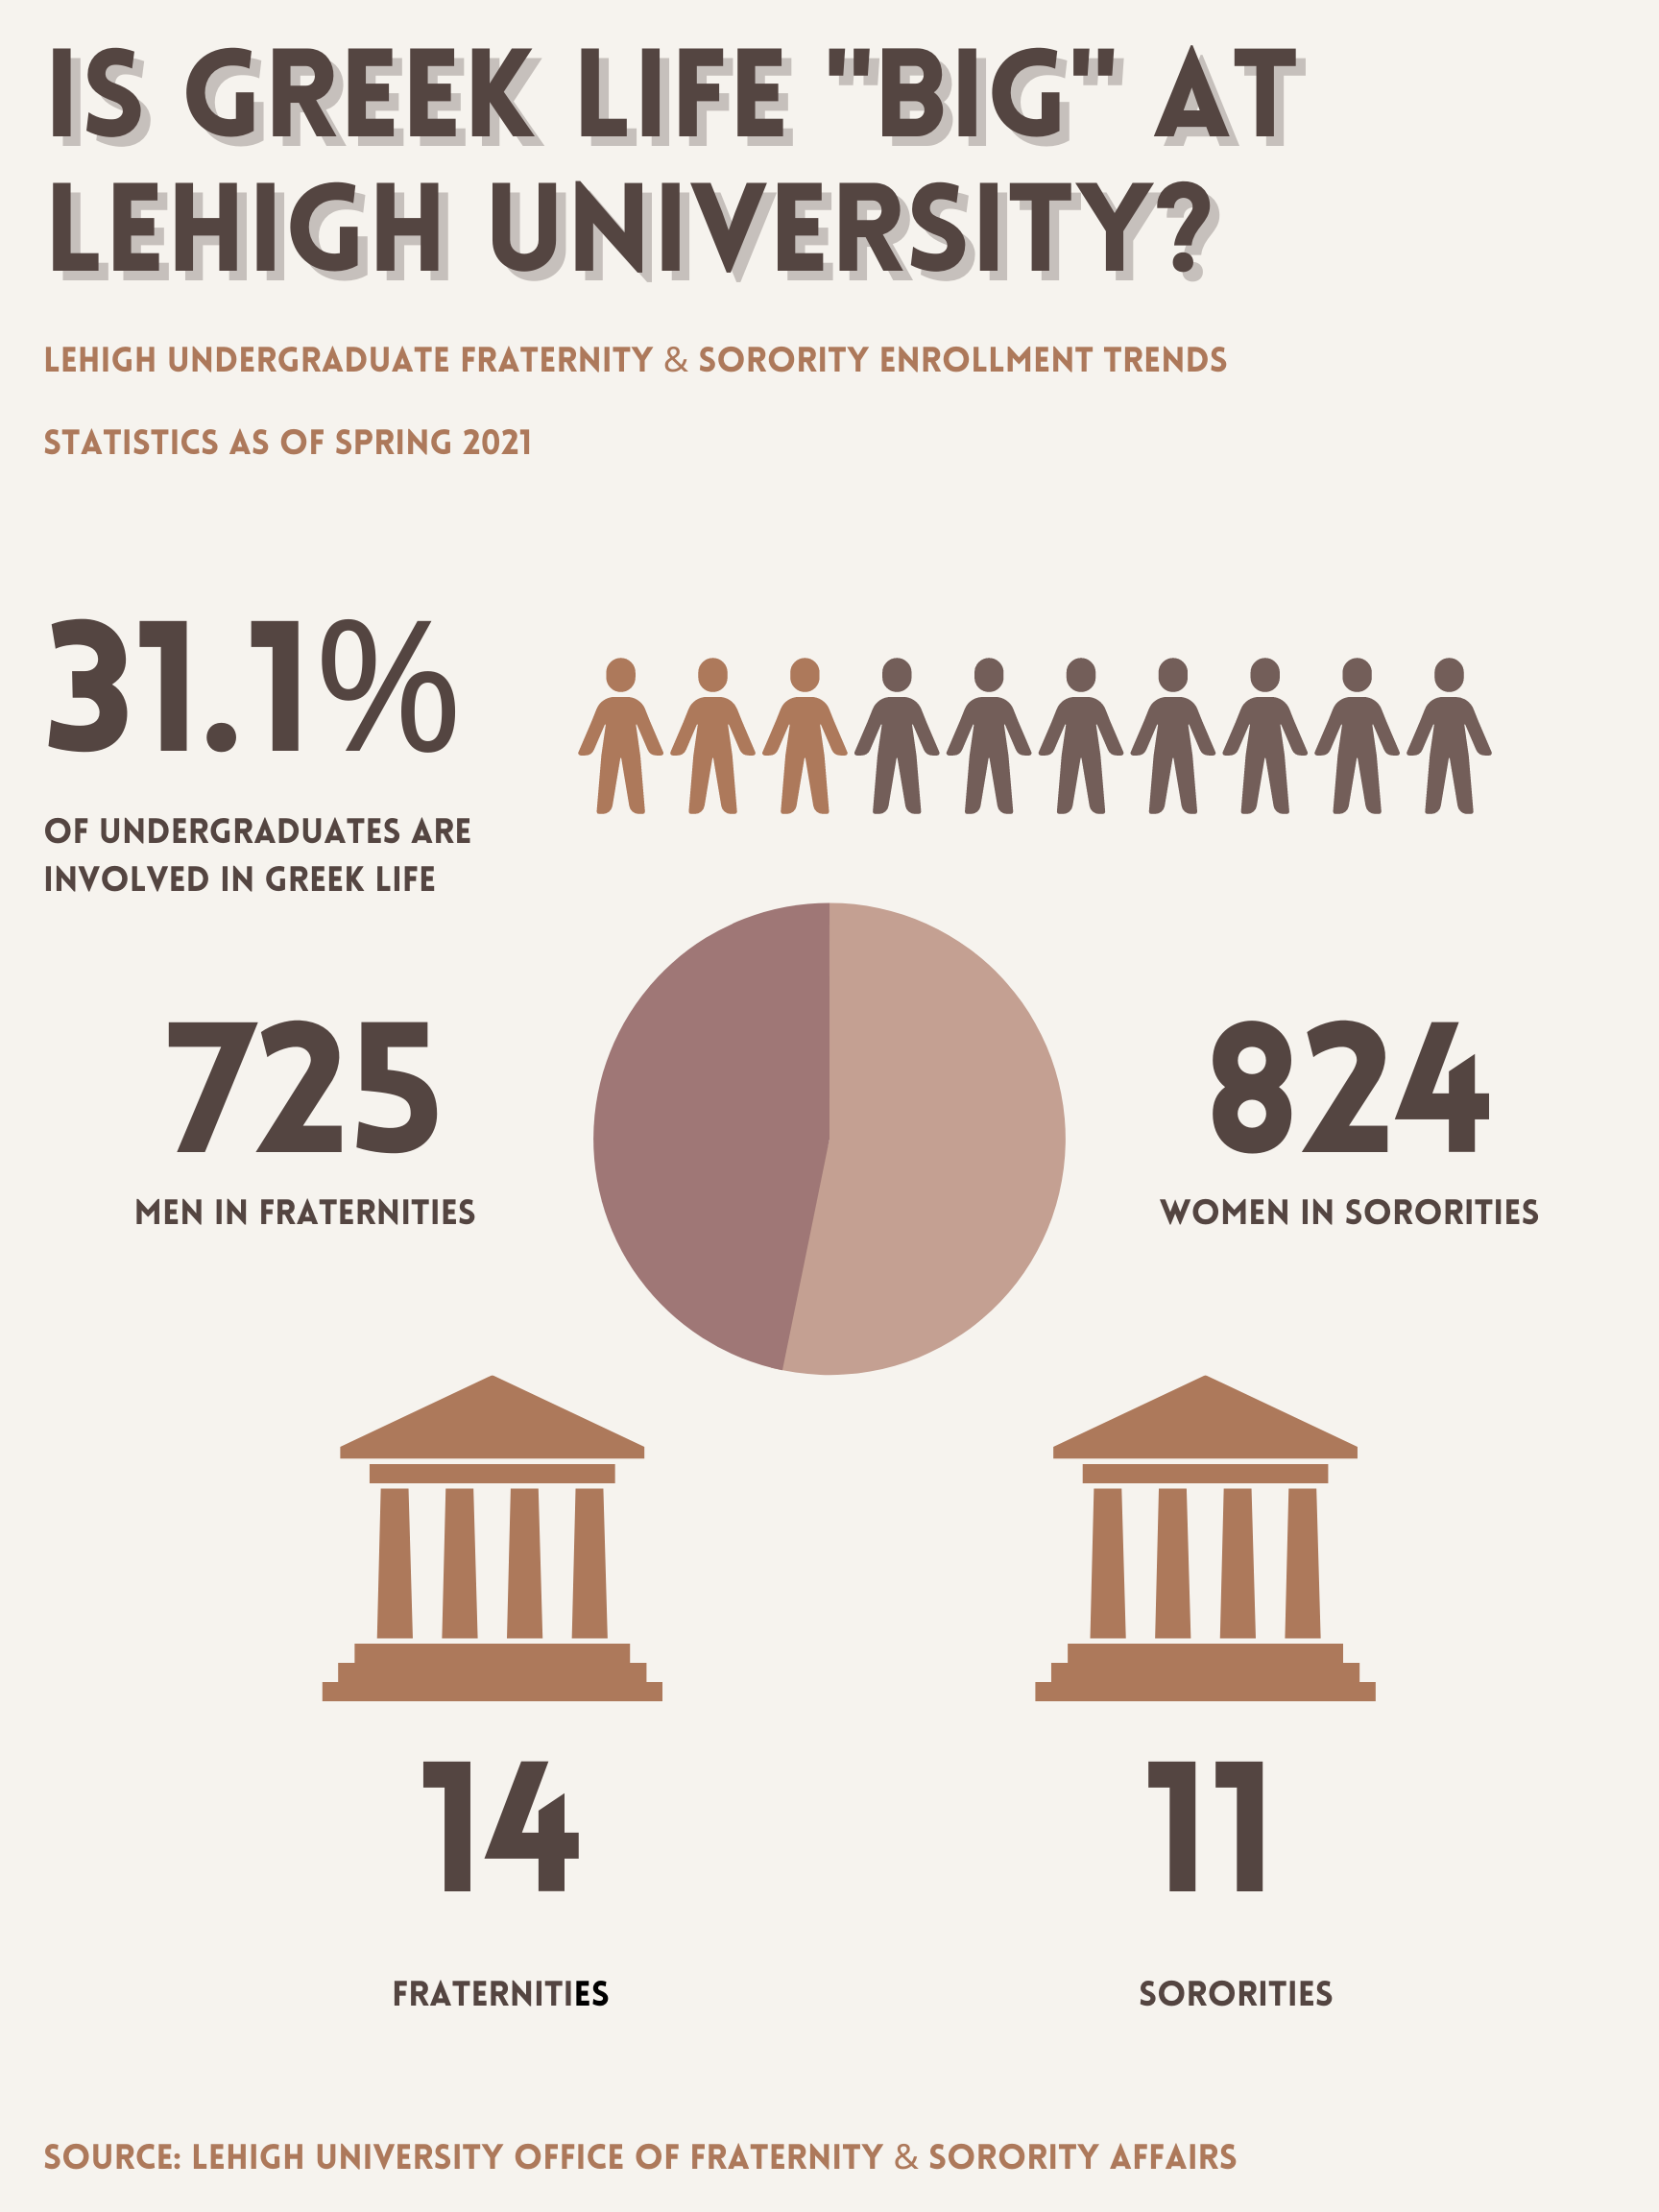 IS GREEK LIFE "BIG" AT
LEHIGH UNIVERSITY?
LEHIGH UNDERGRADUATE FRATERNITY & SORORITY ENROLLMENT TRENDS
STATISTICS AS OF SPRING 2021
31.1%
OF UNDERGRADUATES ARE
INVOLVED IN GREEK LIFE
725
MEN IN FRATERNITIES
824
WOMEN IN SORORITIES
14
FRATERNITIES
11
SORORITIES
SOURCE: LEHIGH UNIVERSITY OFFICE OF FRATERNITY & SORORITY AFFAIRS